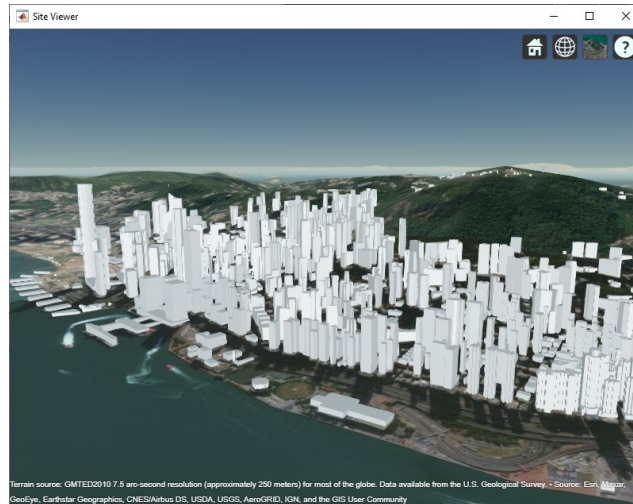 Site Viewer
?
Terrain source: GMTED2010 7.5 arc-second resolution (approximately 250 meters) for most of the globe. Data available from the U.S. Geological Survey. - Source: Esri, Maxar,
GeoEye, Earthstar Geographics, CNES/Airbus DS, USDA, USGS, AeroGRID, IGN, and the GIS User Community